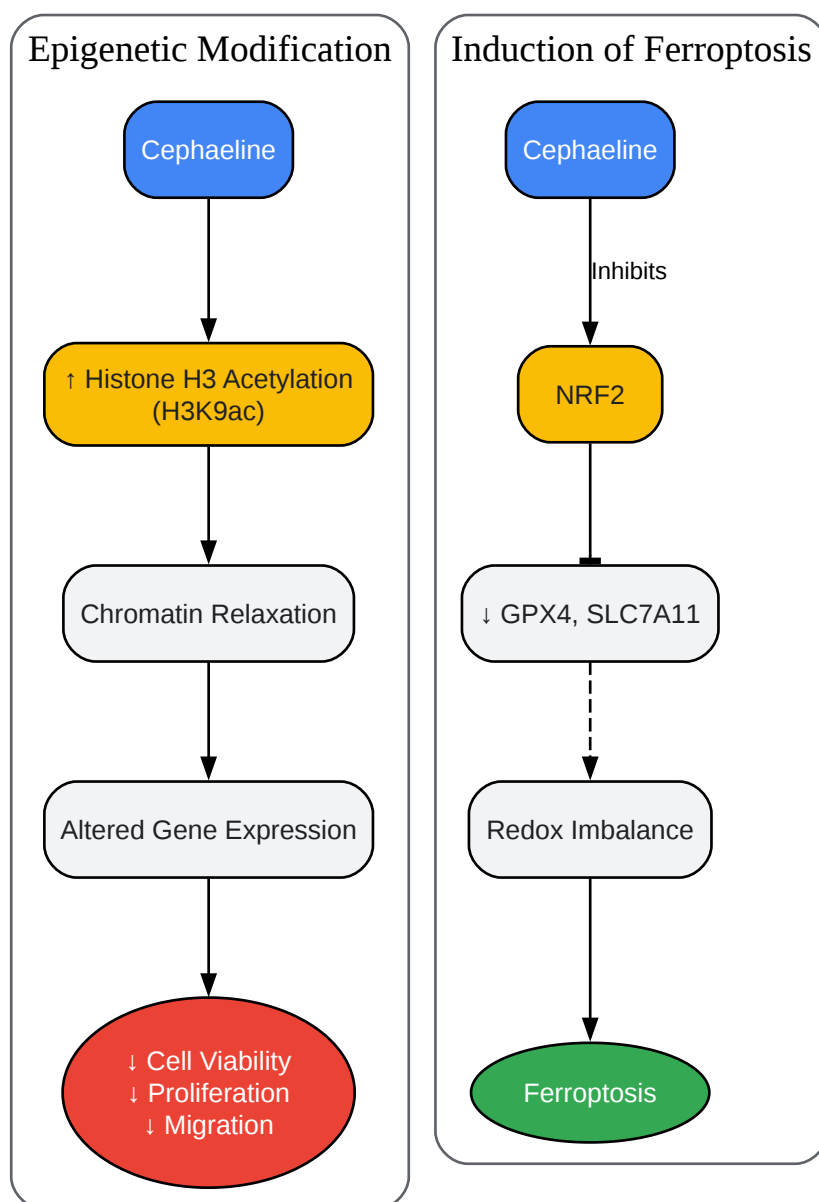 Epigenetic Modification
Cephaeline
↑ Histone H3 Acetylation
(H3K9ac)
Chromatin Relaxation
Altered Gene Expression
↓ Cell Viability
↓ Proliferation
↓ Migration
Induction of Ferroptosis
Cephaeline
Inhibits
NRF2
↓ GPX4, SLC7A11
Redox Imbalance
Ferroptosis